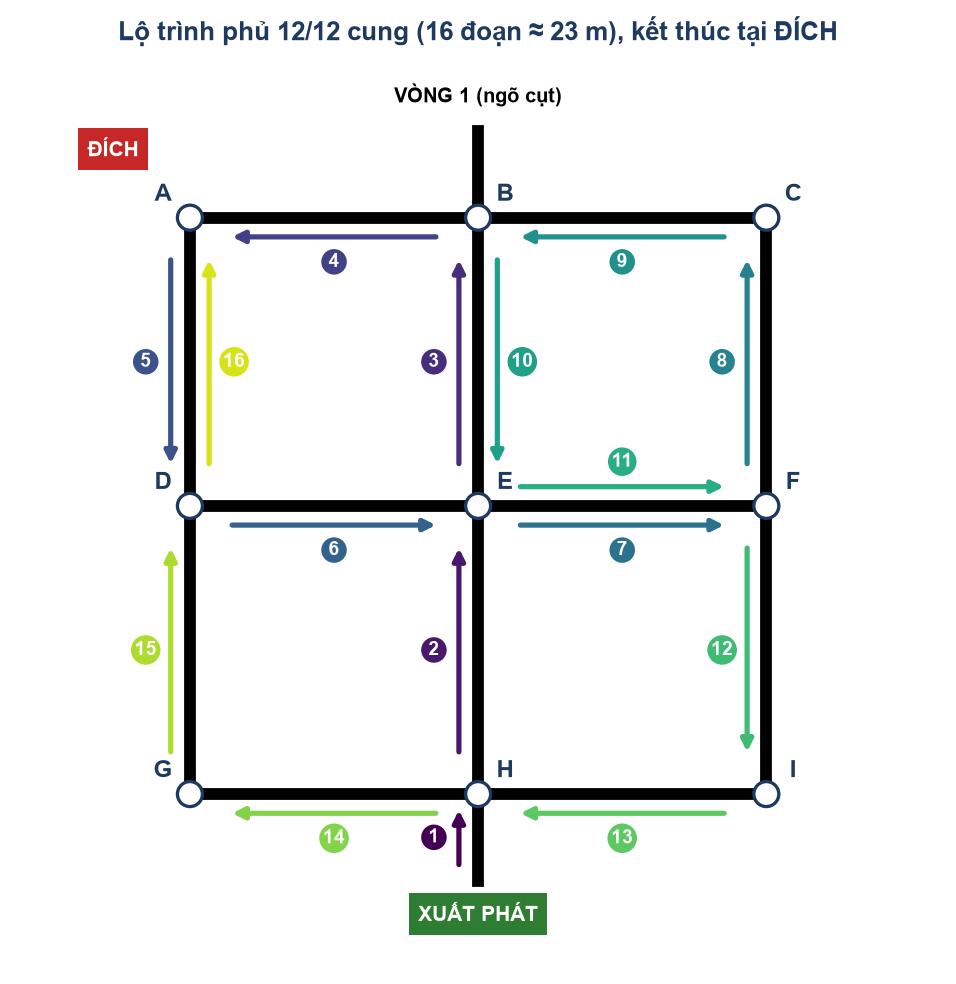 Lộ trình phủ 12/12 cung (16 đoạn ≈ 23 m), kết thúc tại ĐÍCH
VÒNG 1 (ngõ cụt)
ĐÍCH
A
B
C
4
9
5
16
3
10
8
11
D
E
F
6
7
15
2
12
G
H
I
14
1
13
XUẤT PHÁT